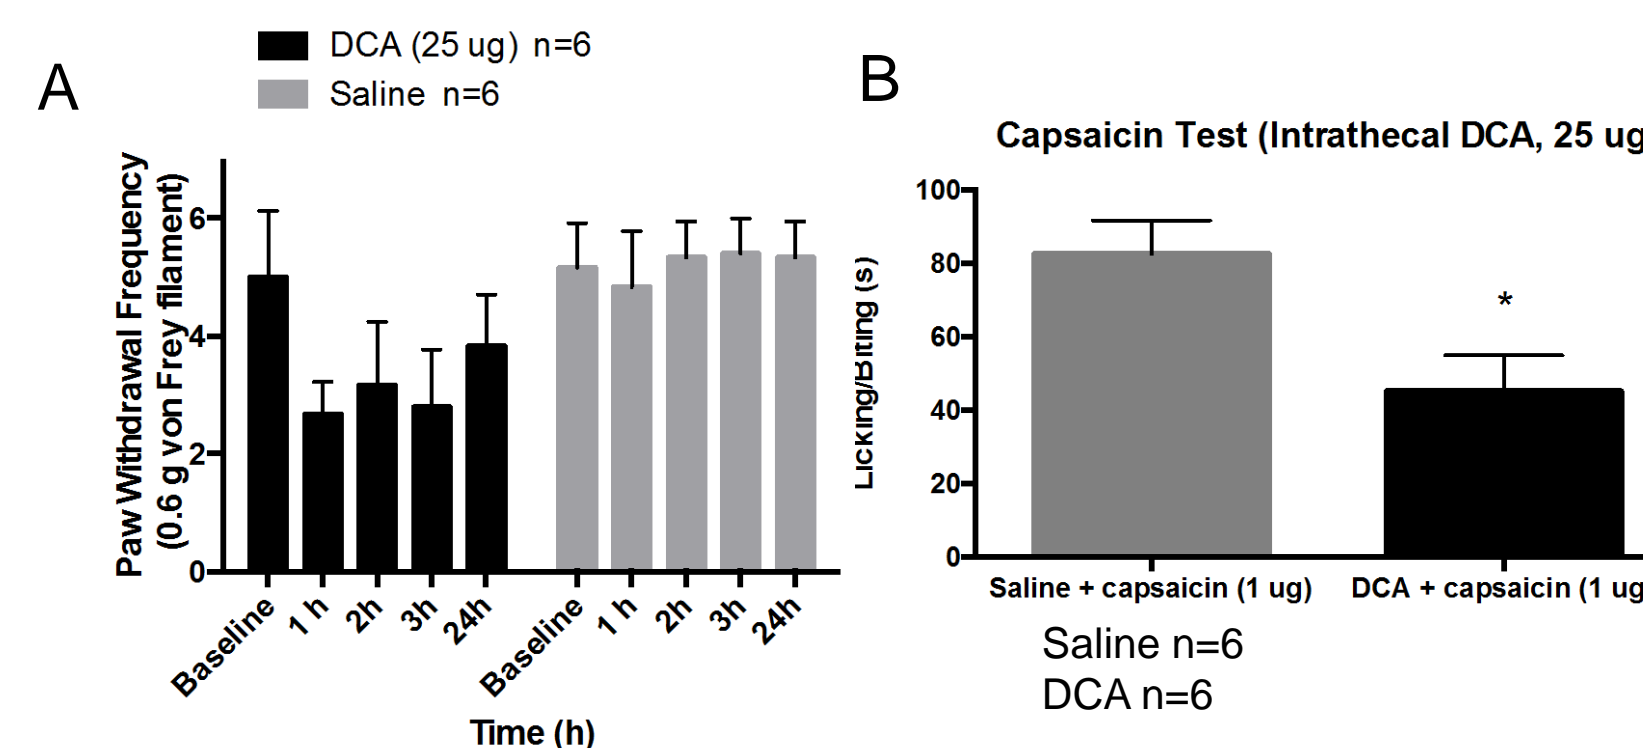 A
DCA (25 ug) n=6
Saline n=6
Paw Withdrawal Frequency
(0.6 g von Frey filament)
6
4
2
0
Baseline
1 h
2h
3h
24h
Baseline
1 h
2h
3h
24h
Time (h)
B
Capsaicin Test (Intrathecal DCA, 25 ug
Licking/Biting (s)
100
80
60
40
20
0
*
Saline + capsaicin (1 ug)
DCA + capsaicin (1 ug
Saline n=6
DCA n=6